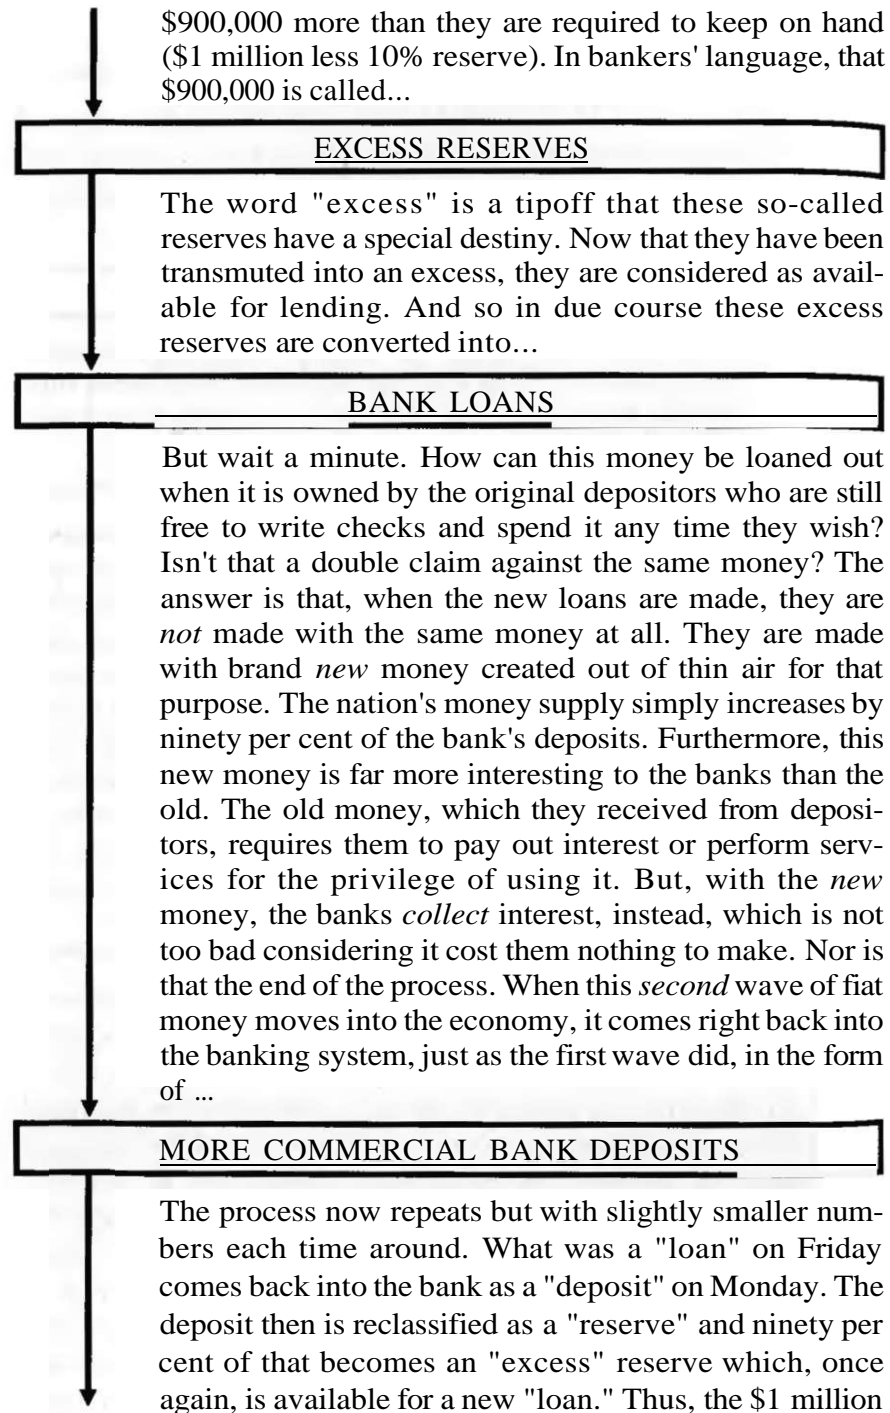 $900,000 more than they are required to keep on hand
($1 million less 10% reserve). In bankers' language, that
$900,000 is called...
EXCESS RESERVES
The word "excess" is a tipoff that these so-called
reserves have a special destiny. Now that they have been
transmuted into an excess, they are considered as avail-
able for lending. And so in due course these excess
reserves are converted into...
BANK LOANS
But wait a minute. How can this money be loaned out
when it is owned by the original depositors who are still
free to write checks and spend it any time they wish?
Isn't that a double claim against the same money? The
answer is that, when the new loans are made, they are
not made with the same money at all. They are made
with brand new money created out of thin air for that
purpose. The nation's money supply simply increases by
ninety per cent of the bank's deposits. Furthermore, this
new money is far more interesting to the banks than the
old. The old money, which they received from deposi-
tors, requires them to pay out interest or perform serv-
ices for the privilege of using it. But, with the new
money, the banks collect interest, instead, which is not
too bad considering it cost them nothing to make. Nor is
that the end of the process. When this second wave of fiat
money moves into the economy, it comes right back into
the banking system, just as the first wave did, in the form
of ...
MORE COMMERCIAL BANK DEPOSITS
The process now repeats but with slightly smaller num-
bers each time around. What was a "loan" on Friday
comes back into the bank as a "deposit" on Monday. The
deposit then is reclassified as a "reserve" and ninety per
cent of that becomes an "excess" reserve which, once
again, is available for a new "loan." Thus, the $1 million